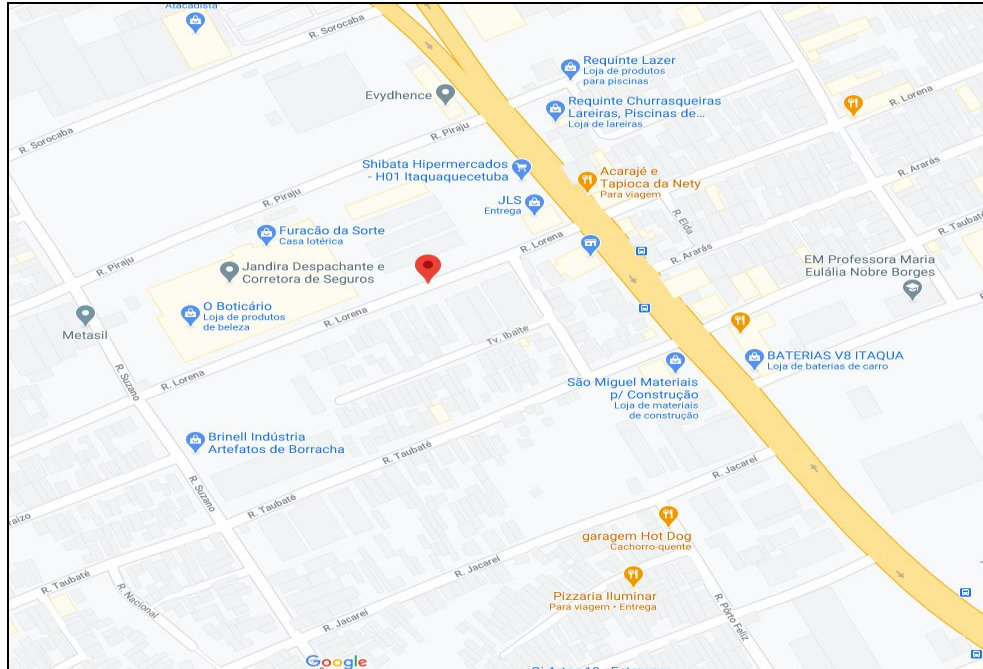 Atacadista
R. Sorocaba
Requinte Lazer
Loja de produtos
para piscinas
Evydhence
R. Lorena
Requinte Churrasqueiras
Lareiras, Piscinas de...
Loja de lareiras
R. Piraju
R. Sorocaba
Shibata Hipermercados
- H01 Itaquaquecetuba
Acarajé e
Tapioca da Nety
Para viagem
R. Ararás
JLS
Entrega
R. Elda
R. Taubaté
Furacão da Sorte
Casa lotérica
R. Lorena
R. Ararás
R. Piraju
Jandira Despachante e
Corretora de Seguros
EM Professora Maria
Eulália Nobre Borges
O Boticário
Loja de produtos
de beleza
R. Lorena
Metasil
Tv. Ibaite
BATERIAS V8 ITAQUA
Loja de baterias de carro
R. Suzano
R. Lorena
São Miguel Materiais
p/ Construção
Loja de materiais
de construção
Brinell Indústria
Artefatos de Borracha
R. Taubaté
R. Jacareí
R. Suzano
R. Taubaté
raizo
garagem Hot Dog
Cachorro-quente
R. Jacareí
R. Taubaté
R. Nacional
Pizzaria Iluminar
Para viagem • Entrega
R. Pôrto Feliz
R. Jacareí
Google